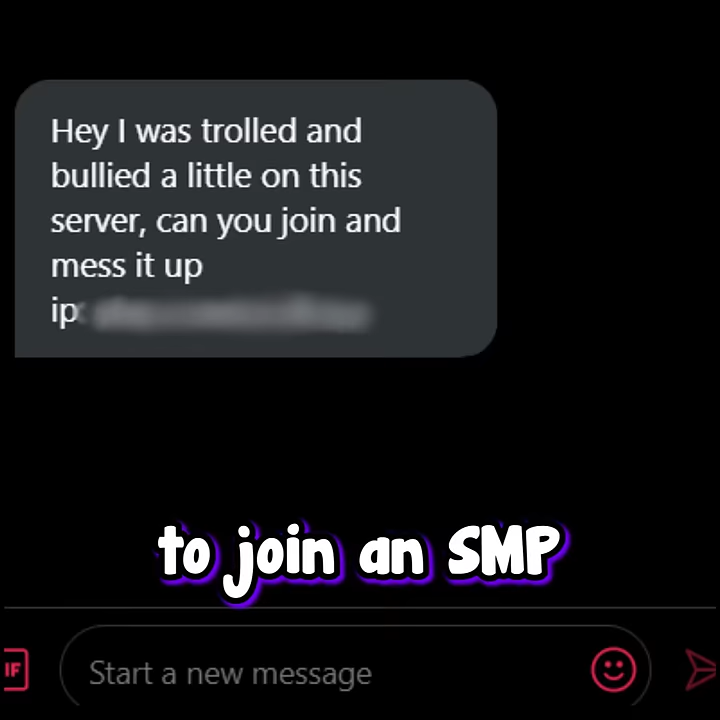 Hey I was trolled and
bullied a little on this
server, can you join and
mess it up
ip:
to join an SMP
IF
Start a new message